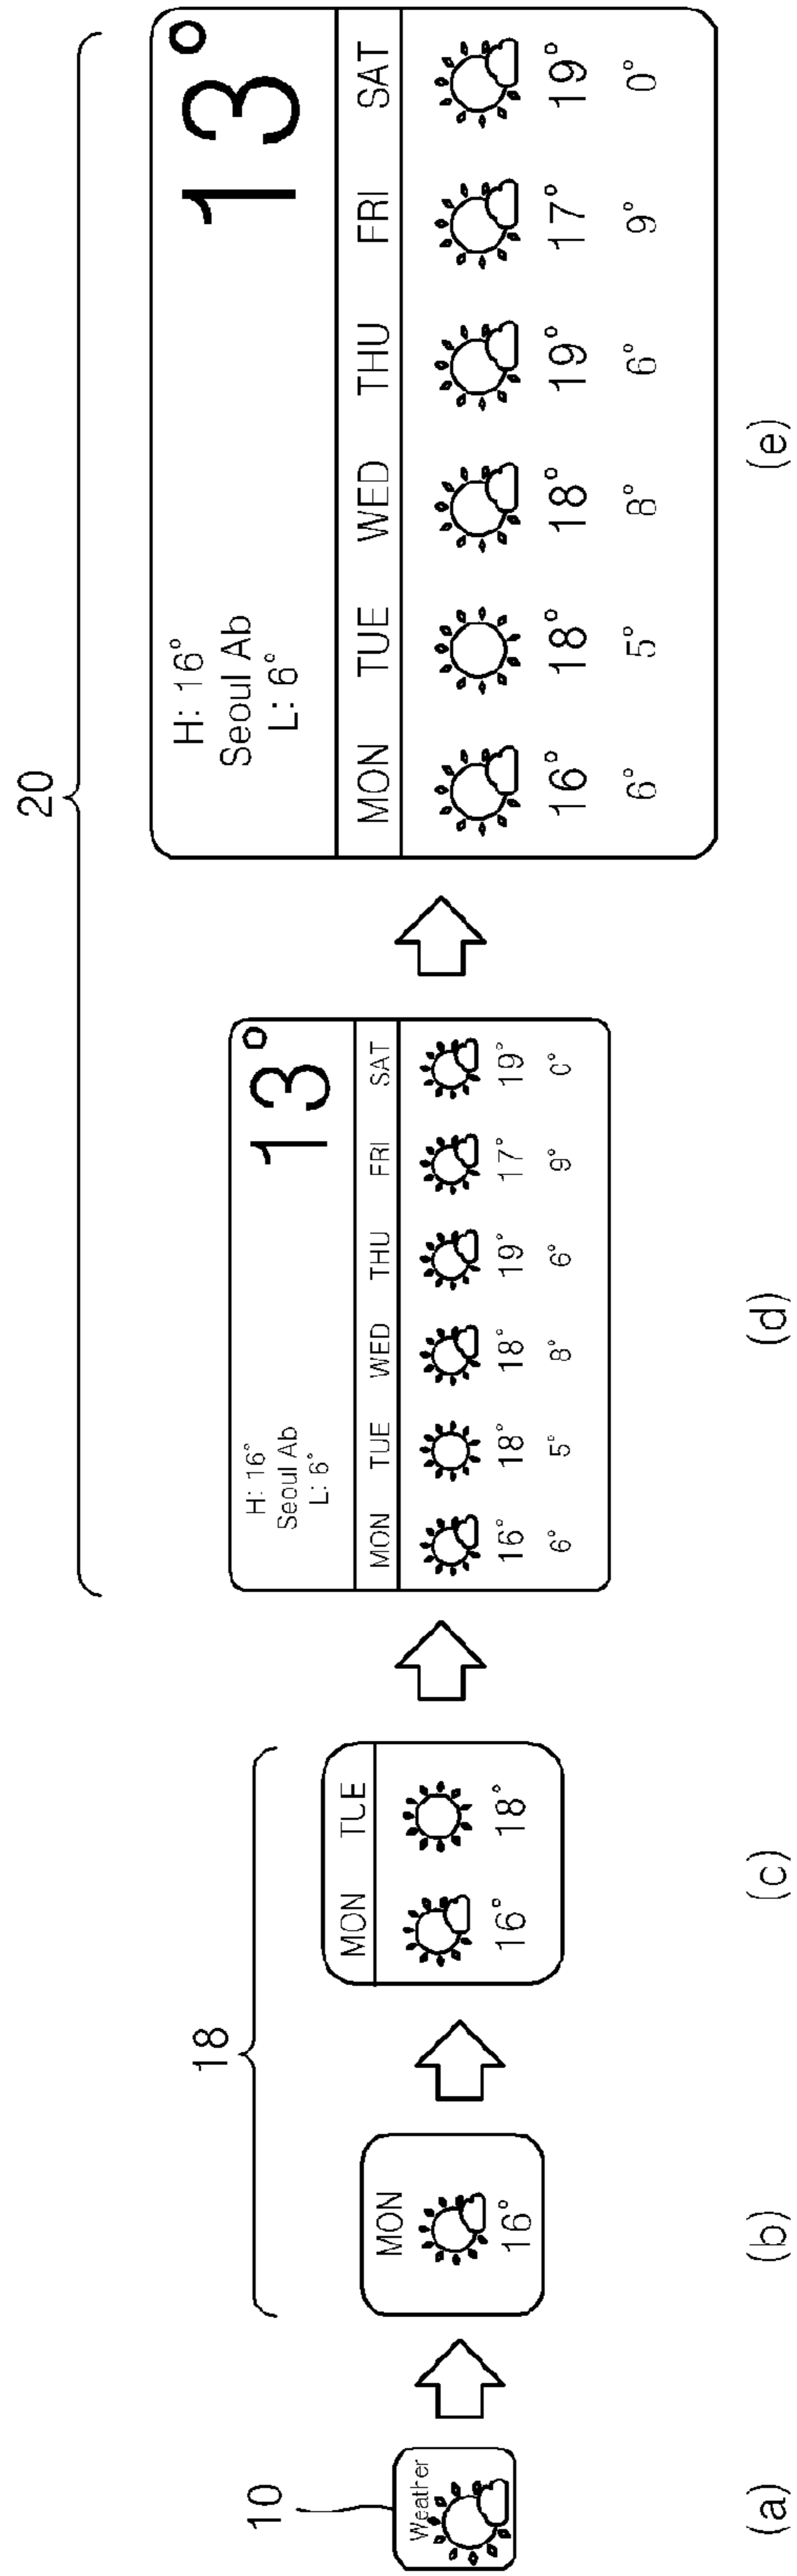 20
18
10
Weather
MON
16°
MON TUE
16° 18°
H: 16°
Seoul Ab
L: 6°
13°
MON TUE WED THU FRI SAT
16° 18° 18° 19° 17° 19°
6° 5° 8° 6° 9° 0°
H: 16°
Seoul Ab
L: 6°
13°
MON TUE WED THU FRI SAT
16° 18° 18° 19° 17° 19°
6° 5° 8° 6° 9° 0°
(a) (b) (c) (d) (e)